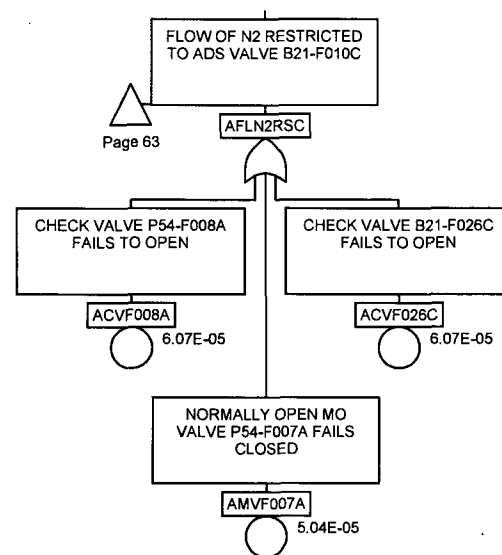 FLOW OF N2 RESTRICTED
TO ADS VALVE B21-F010C
Page 63
AFLN2RSC
CHECK VALVE P54-F008A
FAILS TO OPEN
ACVF008A
6.07E-05
CHECK VALVE B21-F026C
FAILS TO OPEN
ACVF026C
6.07E-05
NORMALLY OPEN MO
VALVE P54-F007A FAILS
CLOSED
AMVF007A
5.04E-05